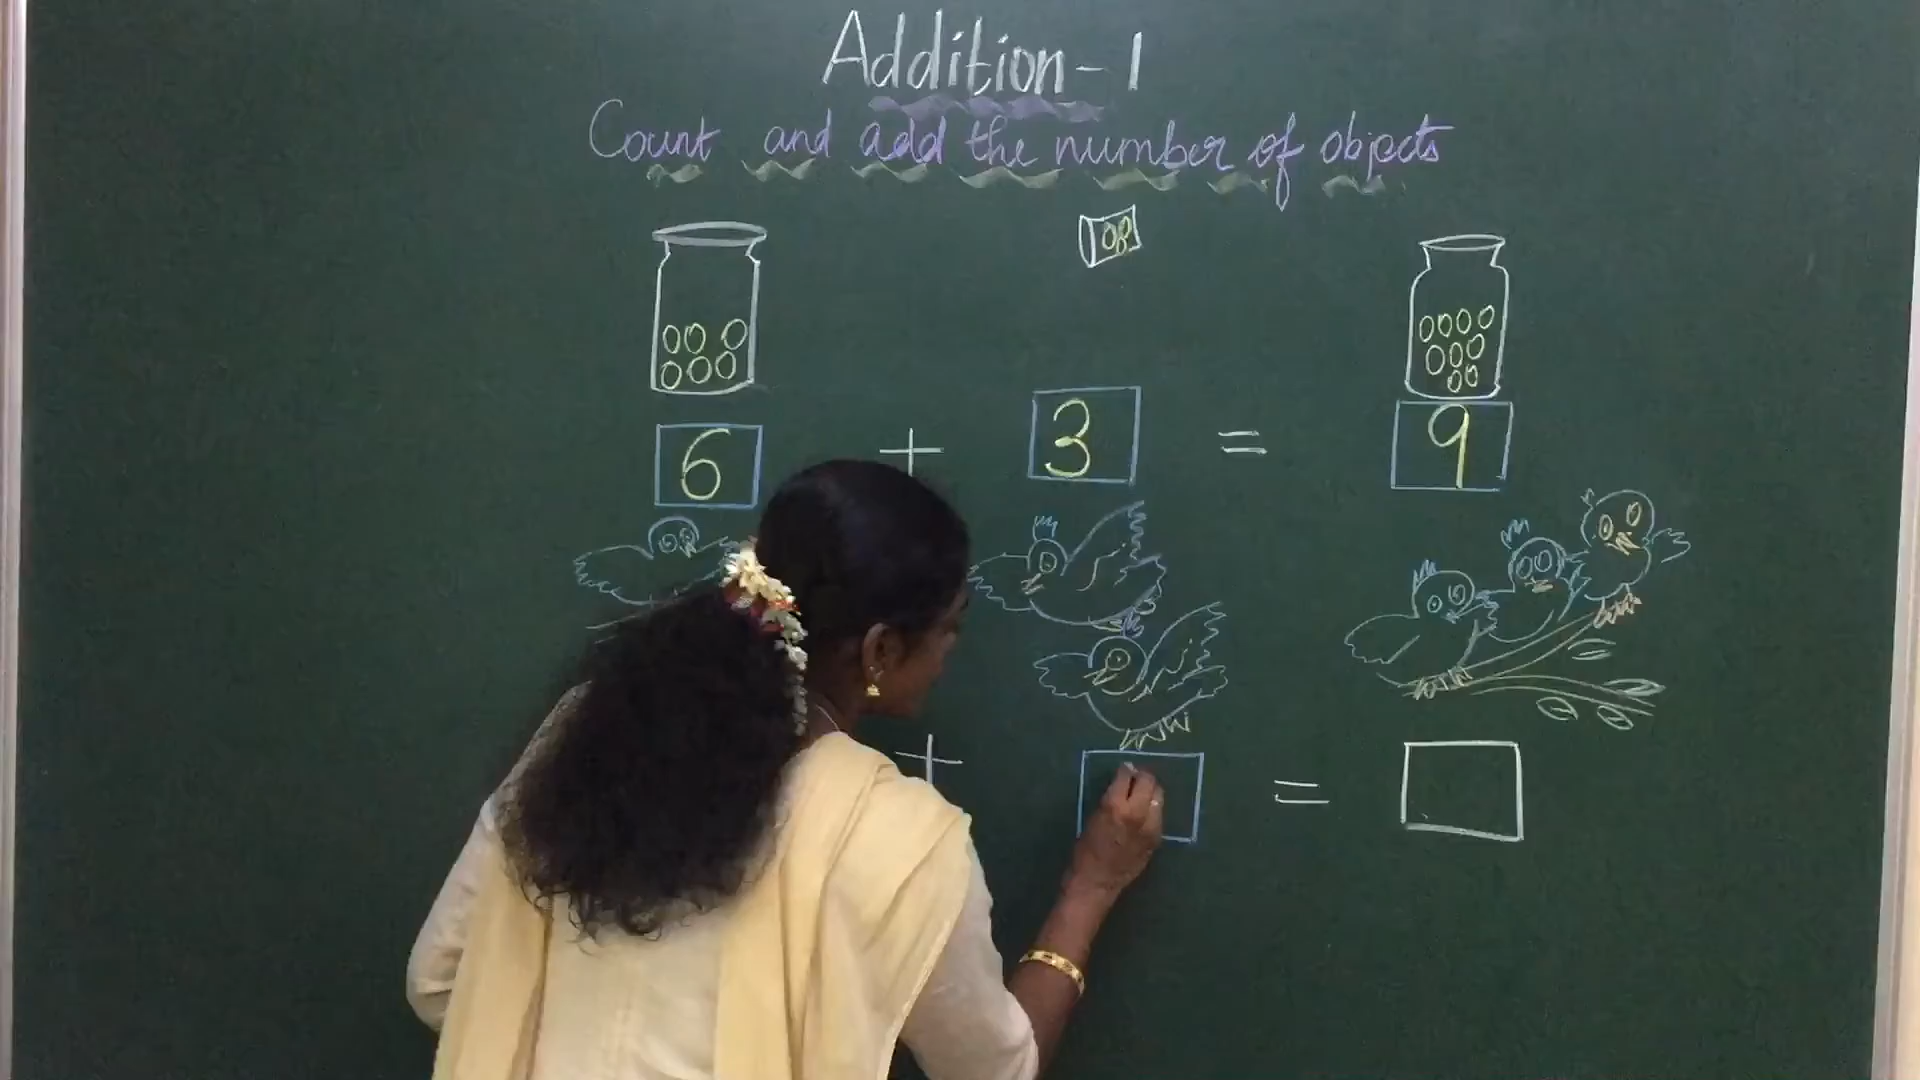 Addition-1
Count and add the number of objects
6 + 3 = 9
+ =